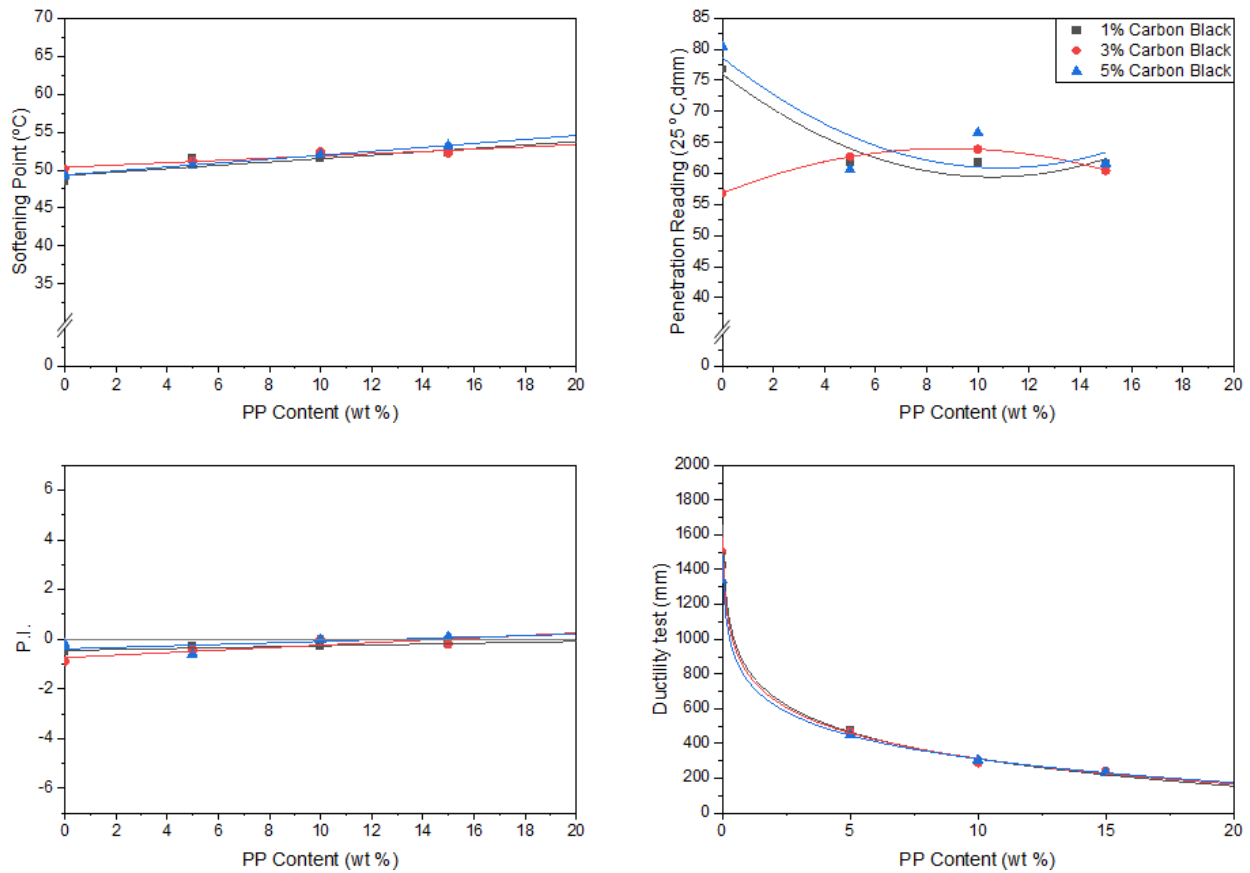 70
65
60
55
50
45
40
35
0
Softening Point (°C)
0 2 4 6 8 10 12 14 16 18 20
PP Content (wt %)
85
80
75
70
65
60
55
50
45
40
0
Penetration Reading (25 °C,dmm)
1% Carbon Black
3% Carbon Black
5% Carbon Black
0 2 4 6 8 10 12 14 16 18 20
PP Content (wt %)
6
4
2
0
-2
-4
-6
P.I.
0 2 4 6 8 10 12 14 16 18 20
PP Content (wt %)
2000
1800
1600
1400
1200
1000
800
600
400
200
0
Ductility test (mm)
0 5 10 15 20
PP Content (wt %)